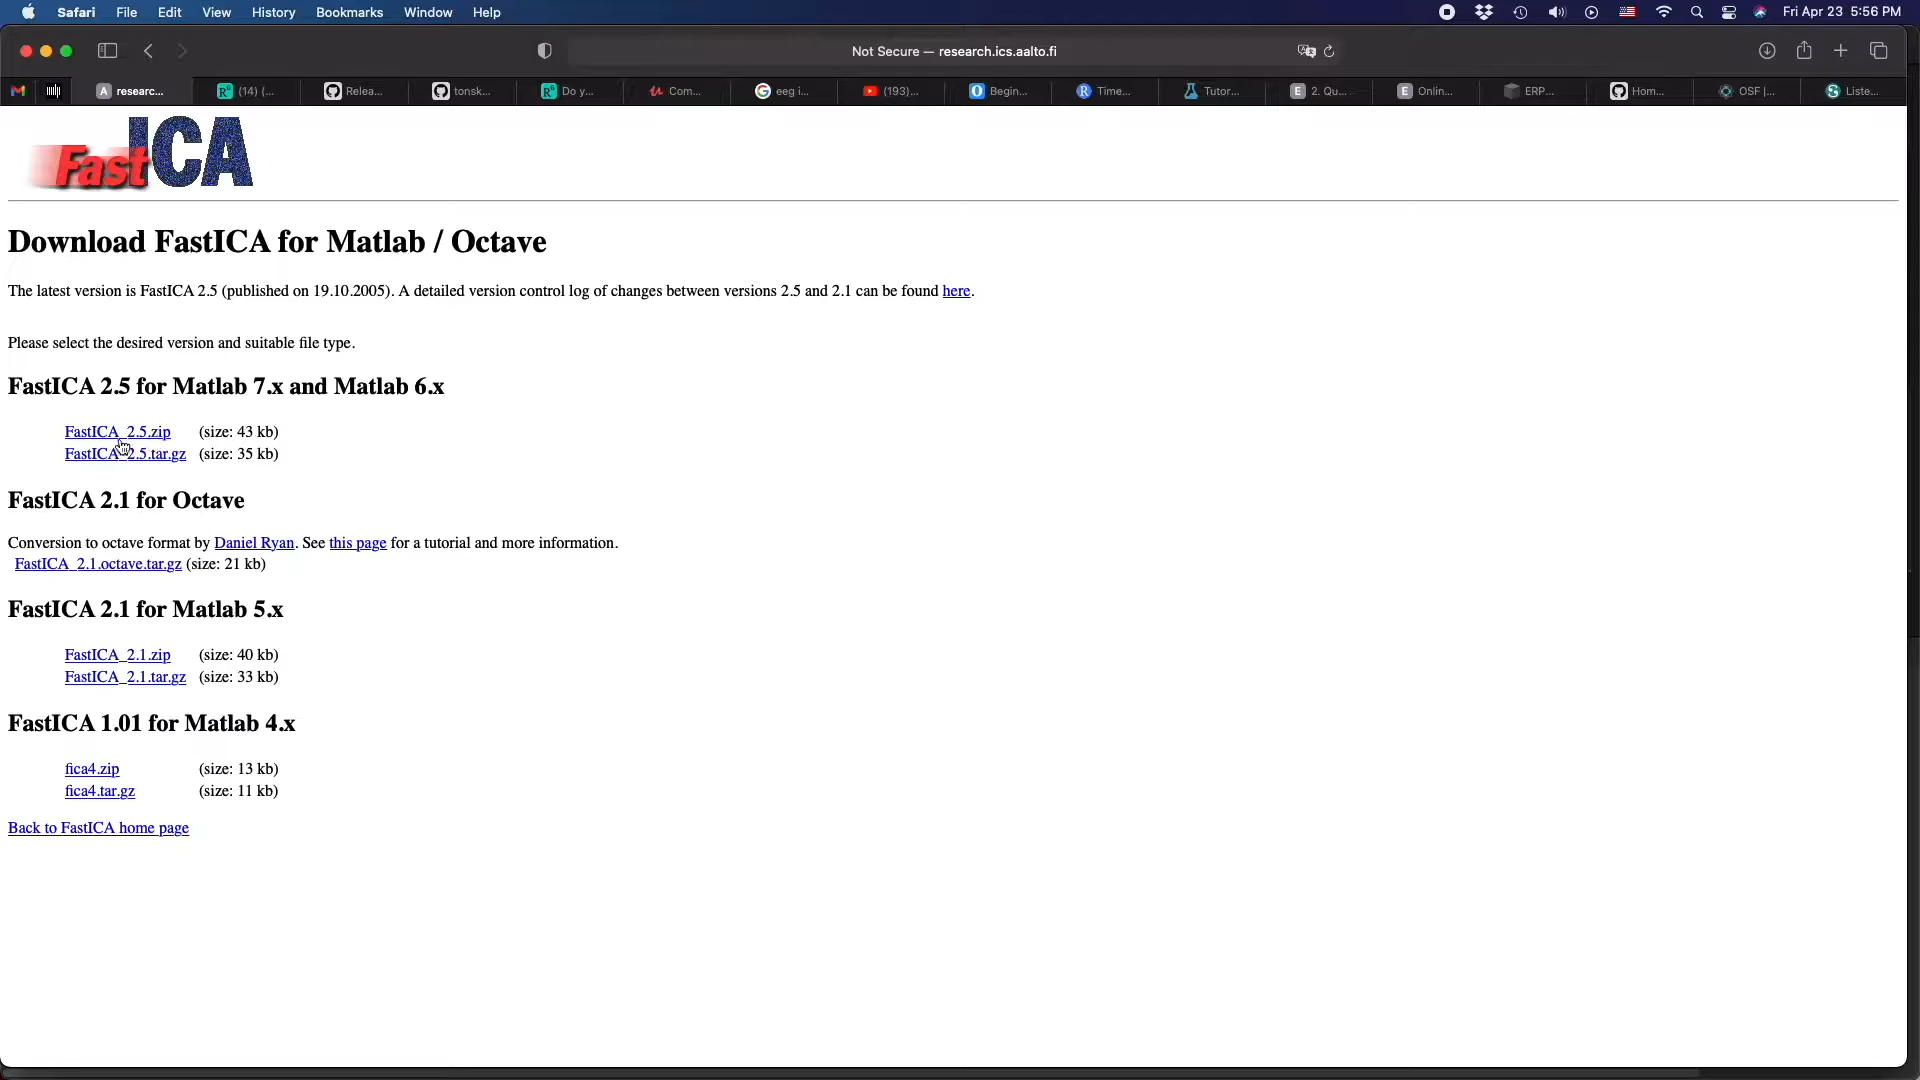 Safari File Edit View History Bookmarks Window Help Fri Apr 23 5:56 PM
Not Secure — research.ics.aalto.fi
researc... (14) (... Relea... tonsk... Do y... Com... eeg i... (193)... Begin... Time... Tutor... 2. Qu... Onlin... ERP... Hom... OSF |... Liste...
FastICA
Download FastICA for Matlab / Octave
The latest version is FastICA 2.5 (published on 19.10.2005). A detailed version control log of changes between versions 2.5 and 2.1 can be found here.
Please select the desired version and suitable file type.
FastICA 2.5 for Matlab 7.x and Matlab 6.x
FastICA_2.5.zip (size: 43 kb)
FastICA_2.5.tar.gz (size: 35 kb)
FastICA 2.1 for Octave
Conversion to octave format by Daniel Ryan. See this page for a tutorial and more information.
FastICA_2.1.octave.tar.gz (size: 21 kb)
FastICA 2.1 for Matlab 5.x
FastICA_2.1.zip (size: 40 kb)
FastICA_2.1.tar.gz (size: 33 kb)
FastICA 1.01 for Matlab 4.x
fica4.zip (size: 13 kb)
fica4.tar.gz (size: 11 kb)
Back to FastICA home page